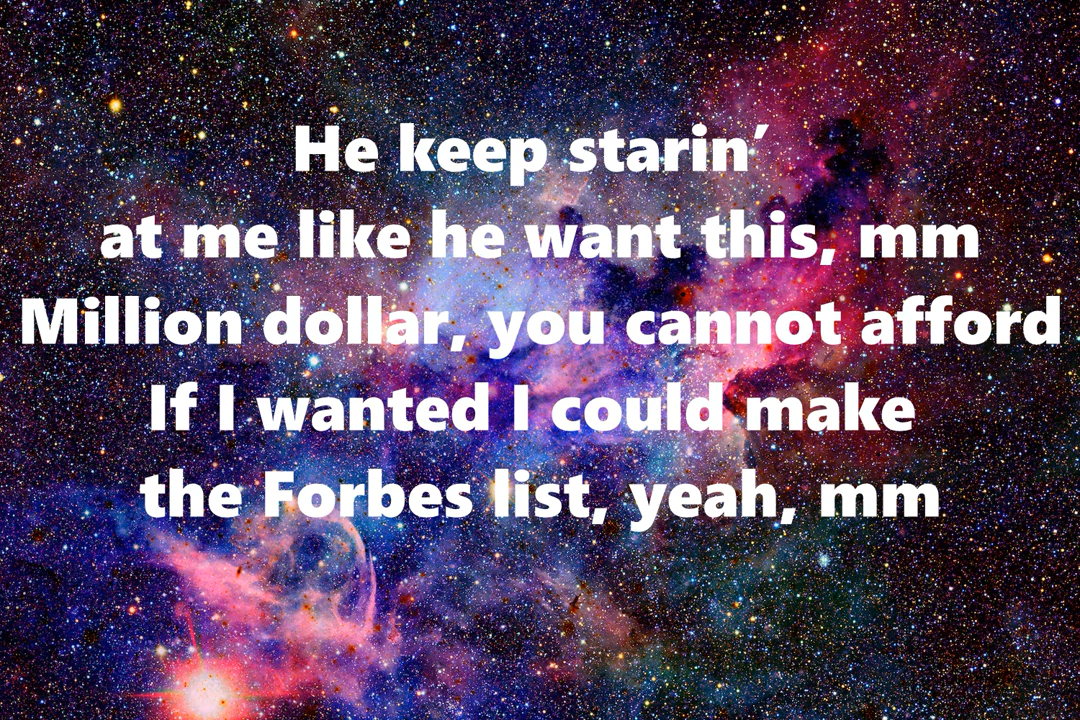 He keep starin’
at me like he want this, mm
Million dollar, you cannot afford
If I wanted I could make
the Forbes list, yeah, mm